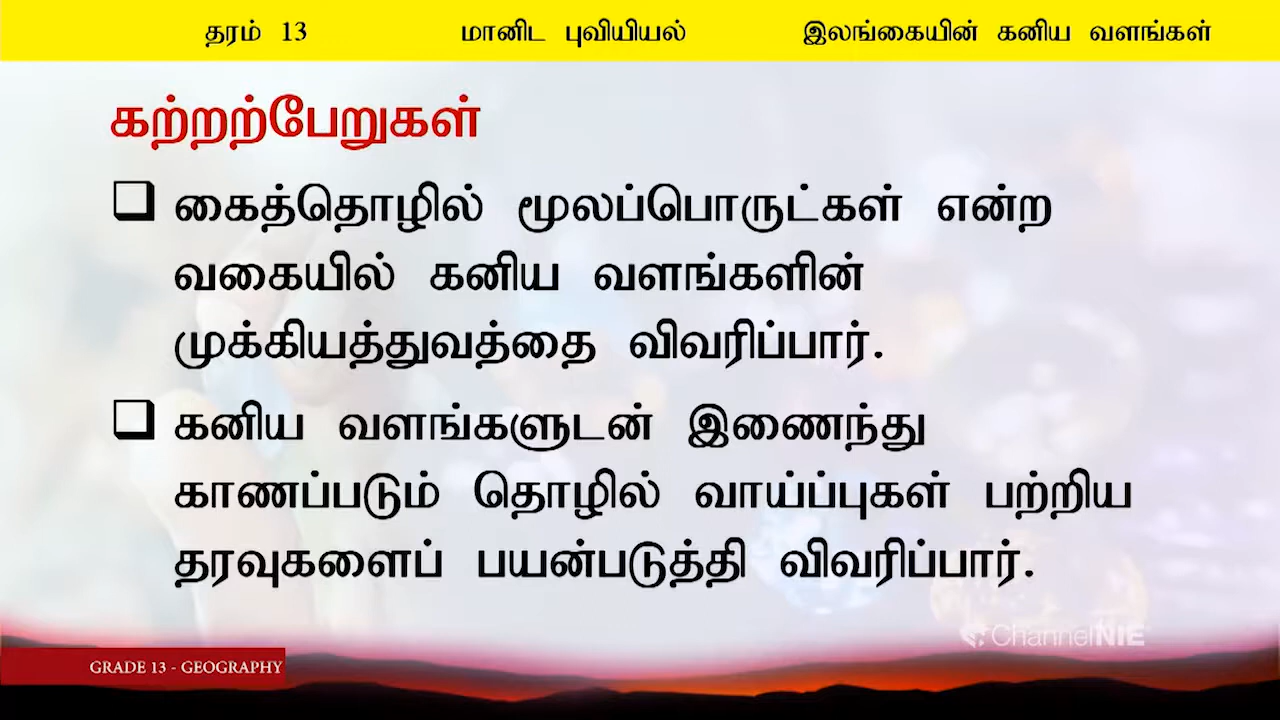 தரம் 13 மானிட புவியியல் இலங்கையின் கனிய வளங்கள்
கற்றற்பேறுகள்
❑ கைத்தொழில் மூலப்பொருட்கள் என்ற
வகையில் கனிய வளங்களின்
முக்கியத்துவத்தை விவரிப்பார்.
❑ கனிய வளங்களுடன் இணைந்து
காணப்படும் தொழில் வாய்ப்புகள் பற்றிய
தரவுகளைப் பயன்படுத்தி விவரிப்பார்.
ChannelNIE
GRADE 13 - GEOGRAPHY